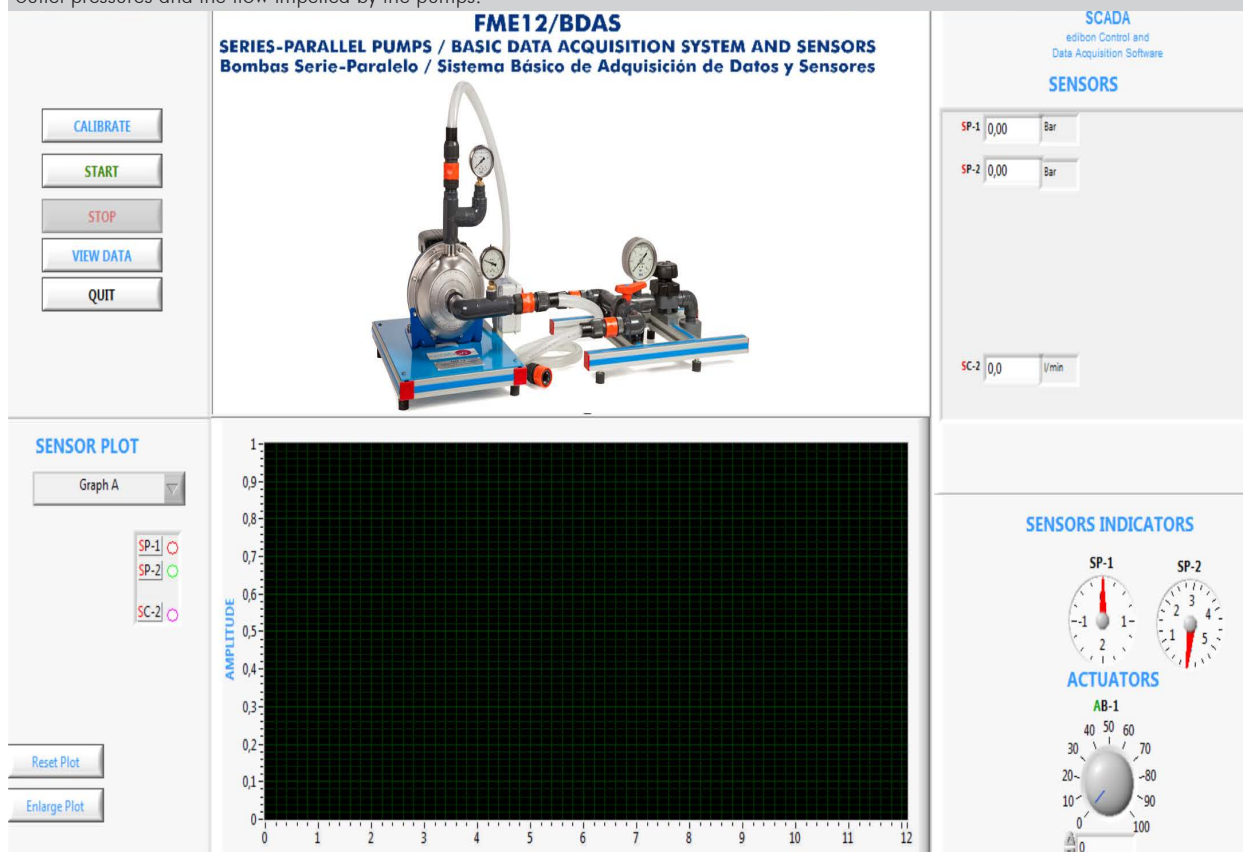 outlet pressures and the flow impelled by the pumps.
FME12/BDAS
SERIES-PARALLEL PUMPS / BASIC DATA ACQUISITION SYSTEM AND SENSORS
Bombas Serie-Paralelo / Sistema Básico de Adquisición de Datos y Sensores
CALIBRATE
START
STOP
VIEW DATA
QUIT
SCADA
edibon Control and
Data Acquisition Software
SENSORS
SP-1 0,00 Bar
SP-2 0,00 Bar
SC-2 0,0 l/min
SENSOR PLOT
Graph A
SP-1
SP-2
SC-2
Reset Plot
Enlarge Plot
AMPLITUDE
1
0,9
0,8
0,7
0,6
0,5
0,4
0,3
0,2
0,1
0
0 1 2 3 4 5 6 7 8 9 10 11 12
SENSORS INDICATORS
SP-1 SP-2
-1 1 2
1 2 3 4 5
ACTUATORS
AB-1
0 10 20 30 40 50 60 70 80 90 100
0